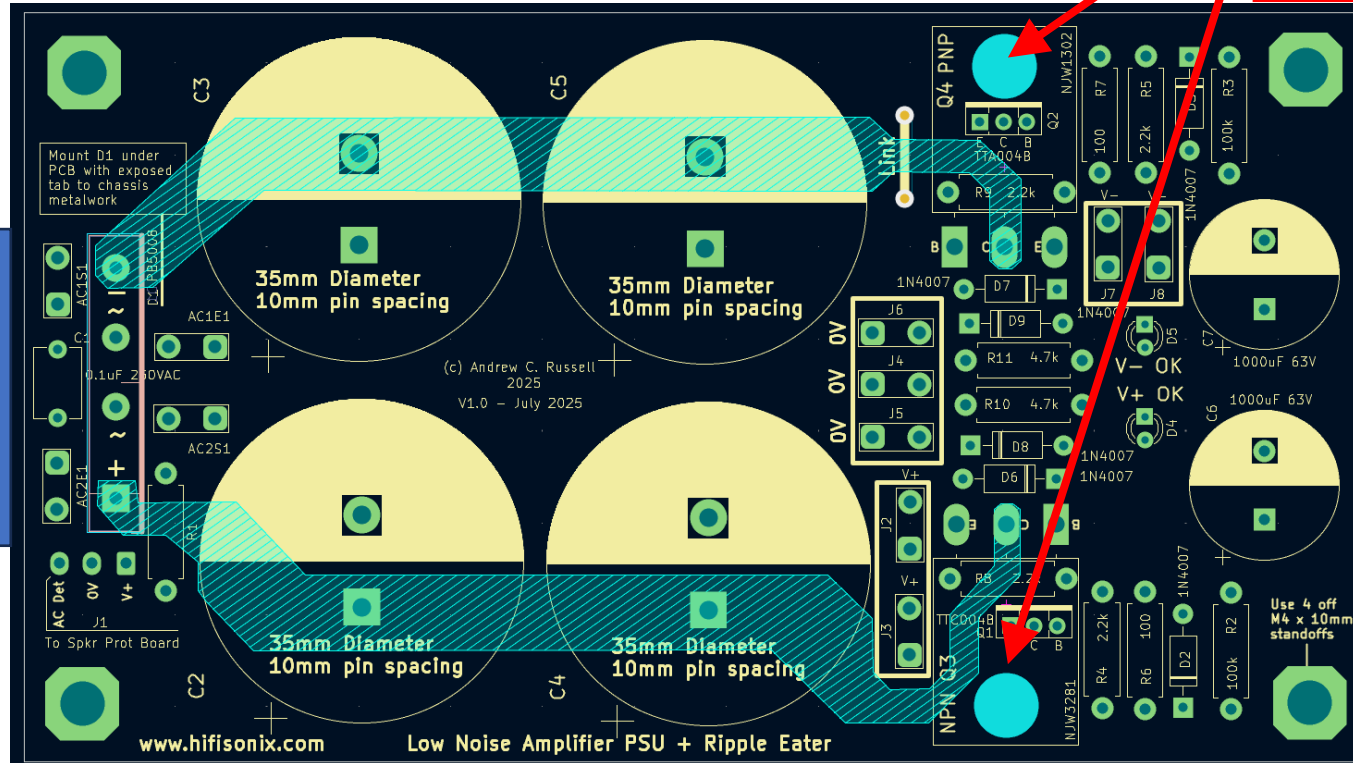 C3
C5
Q4 PNP
NJW1302
Q2
E C B
TTA004B
R9 2.2k
Link
R7
100
R5
2.2k
D3
R3
100k
1N4007
Mount D1 under
PCB with exposed
tab to chassis
metalwork
AC1S1
~
AC1E1
35mm Diameter
10mm pin spacing
35mm Diameter
10mm pin spacing
B
C
E
V-
J7
J8
1N4007
D7
1N4007
D9
D5
C7
V- OK
1000uF 63V
J6
0V
J4
0V
J5
0V
R11 4.7k
R10 4.7k
(c) Andrew C. Russell
2025
V1.0 – July 2025
0.1uF 250VAC
V+ OK
1000uF 63V
C6
D4
D8
1N4007
D6
1N4007
~
+
AC2S1
AC2E1
R1
V+
J2
V+
J3
E
C
B
AC Det
0V
V+
J1
To Spkr Prot Board
35mm Diameter
10mm pin spacing
35mm Diameter
10mm pin spacing
C2
C4
R8 2.2k
TTC004B
Q1
C B
NPN Q3
NJW3281
2.2k
R4
100
R6
1N4007
D2
R2
100k
Use 4 off
M4 x 10mm
standoffs
www.hifisonix.com
Low Noise Amplifier PSU + Ripple Eater